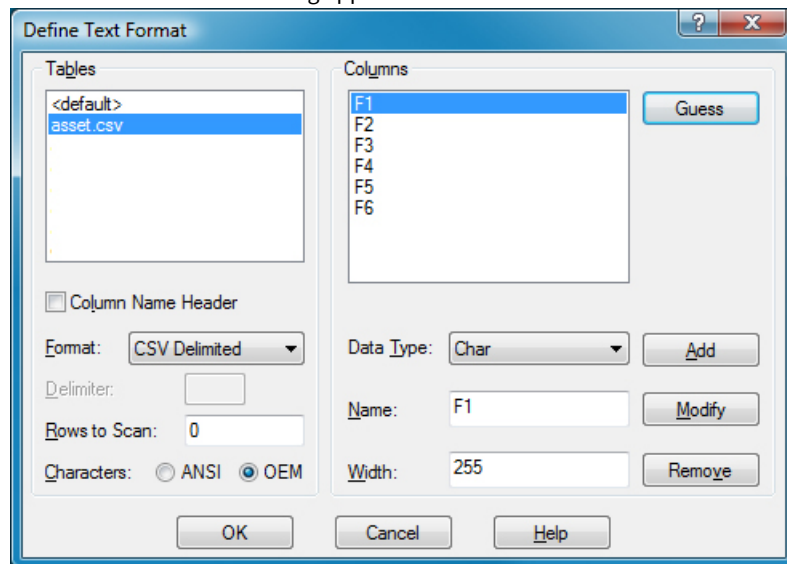 Define Text Format
Tables
<default>
asset.csv
Column Name Header
Format: CSV Delimited
Delimiter:
Rows to Scan: 0
Characters: ANSI OEM
Columns
F1
F2
F3
F4
F5
F6
Guess
Data Type: Char
Add
Name: F1
Modify
Width: 255
Remove
OK Cancel Help